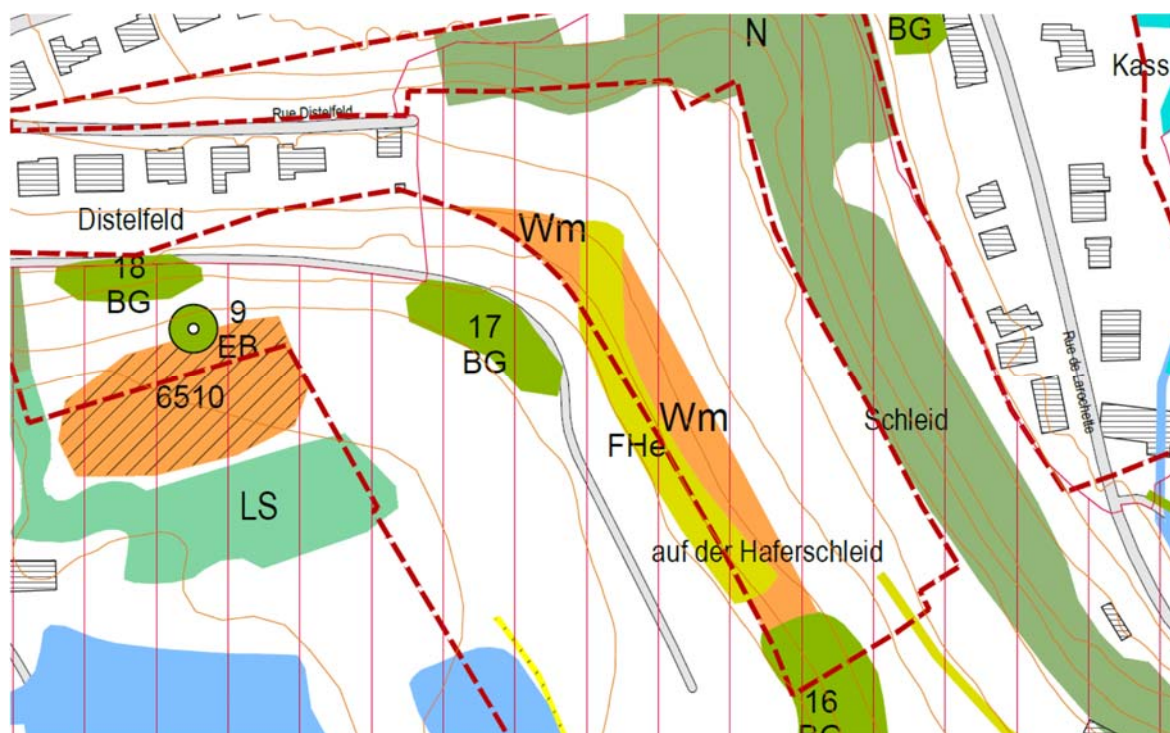 N
BG
Kass
Rue Distelfeld
Distelfeld
Wm
18
BG
9
EB
17
BG
6510
Wm
FHe
Schleid
Rue de Larochette
LS
auf der Haferschleid
16
BG